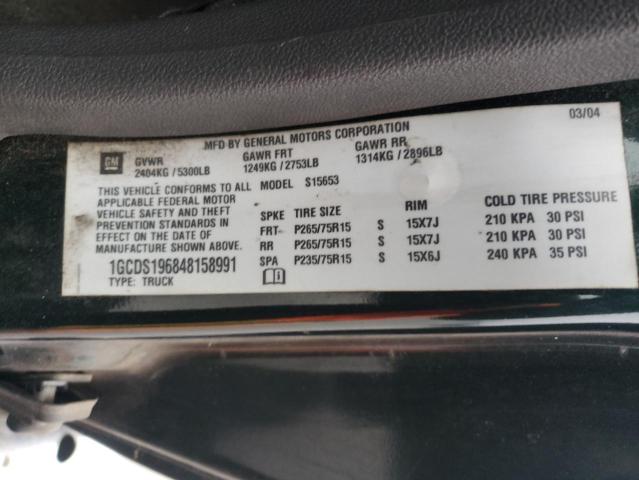 03/04
MFD BY GENERAL MOTORS CORPORATION
GM GVWR GAWR FRT GAWR RR
2404KG / 5300LB 1249KG / 2753LB 1314KG / 2896LB
THIS VEHICLE CONFORMS TO ALL MODEL S15653
APPLICABLE FEDERAL MOTOR
VEHICLE SAFETY AND THEFT
PREVENTION STANDARDS IN
EFFECT ON THE DATE OF
MANUFACTURE SHOWN ABOVE.
SPKE TIRE SIZE RIM COLD TIRE PRESSURE
FRT P265/75R15 S 15X7J 210 KPA 30 PSI
RR P265/75R15 S 15X7J 210 KPA 30 PSI
SPA P235/75R15 S 15X6J 240 KPA 35 PSI
1GCDS196848158991
TYPE: TRUCK